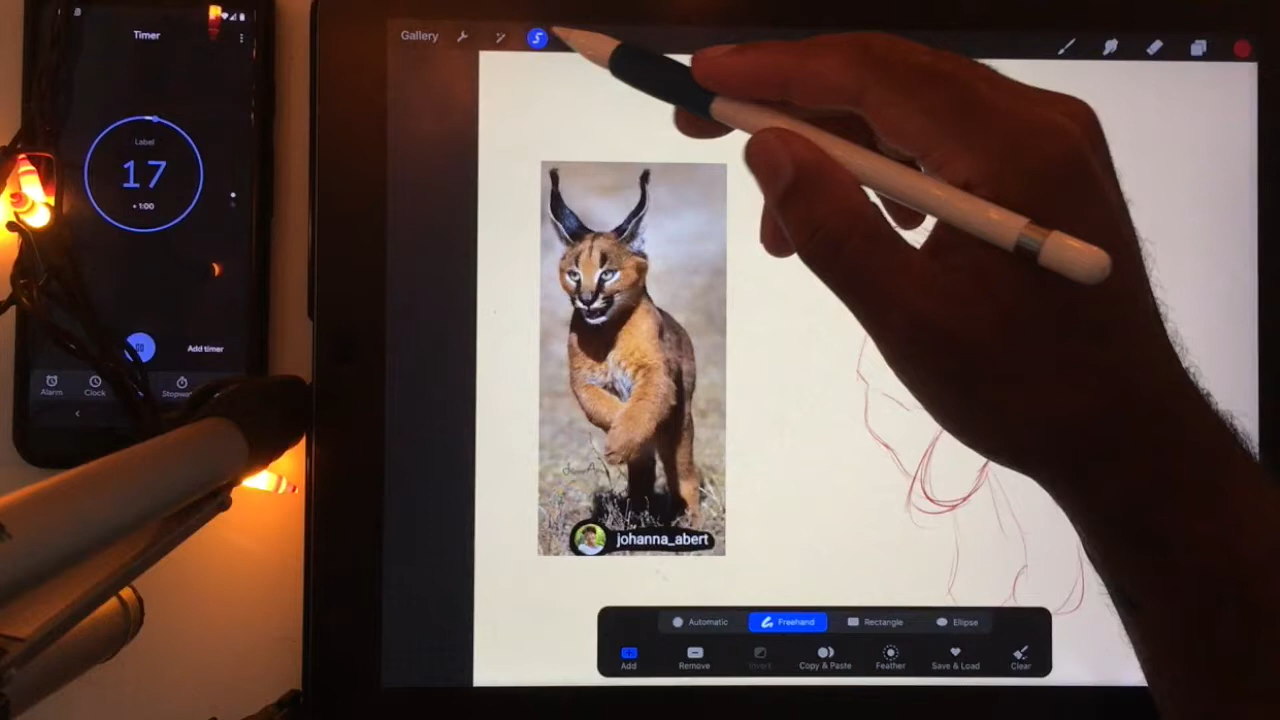 Timer
Label
17
+ 1:00
Add timer
Alarm
Clock
Gallery
johanna_abert
Automatic
Freehand
Rectangle
Ellipse
Add
Remove
Invert
Copy & Paste
Feather
Save & Load
Clear